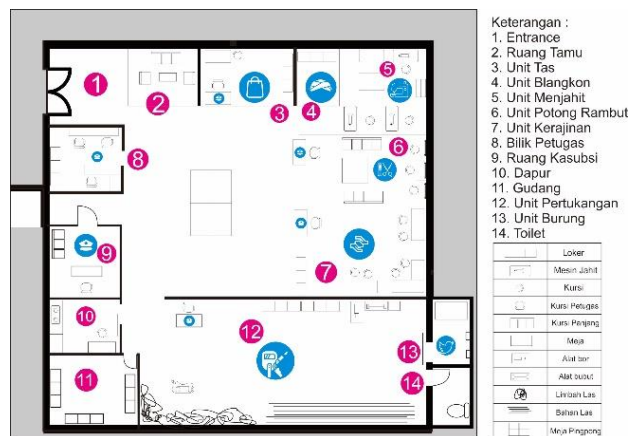 1
2
3
4
5
6
7
8
9
10
11
12
13
14
Keterangan :
1. Entrance
2. Ruang Tamu
3. Unit Tas
4. Unit Blangkon
5. Unit Menjahit
6. Unit Potong Rambut
7. Unit Kerajinan
8. Bilik Petugas
9. Ruang Kasubsi
10. Dapur
11. Gudang
12. Unit Pertukangan
13. Unit Burung
14. Toilet
Loker
Mesin Jahit
Kursi
Kursi Petugas
Kursi Panjang
Meja
Alat bor
Alat bubut
Limbah Las
Bahan Las
Meja Pingpong